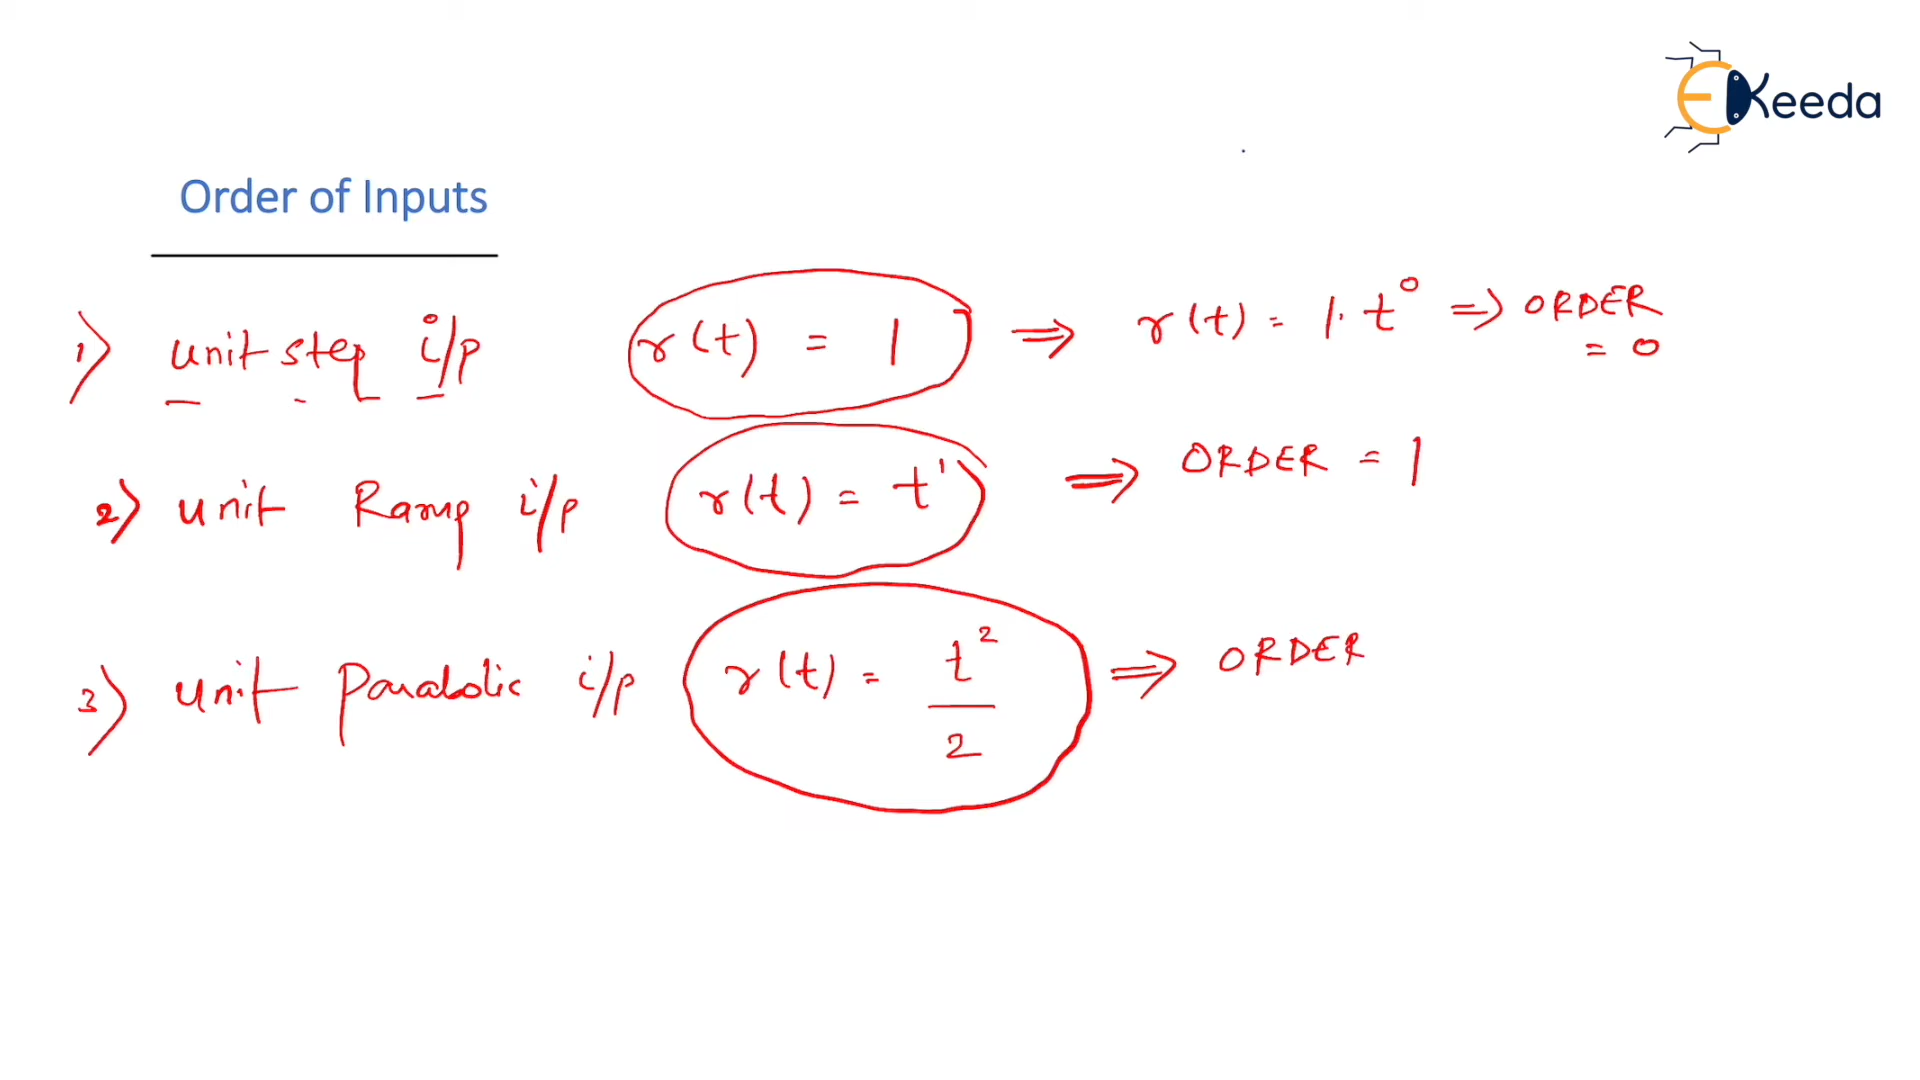 EKeeda
Order of Inputs
1) unit step i/p r(t) = 1 ⇒ r(t) = 1. t⁰ ⇒ ORDER
= 0
2) unit Ramp i/p r(t) = t¹ ⇒ ORDER = 1
3) unit Parabolic i/p r(t) = t²/2 ⇒ ORDER